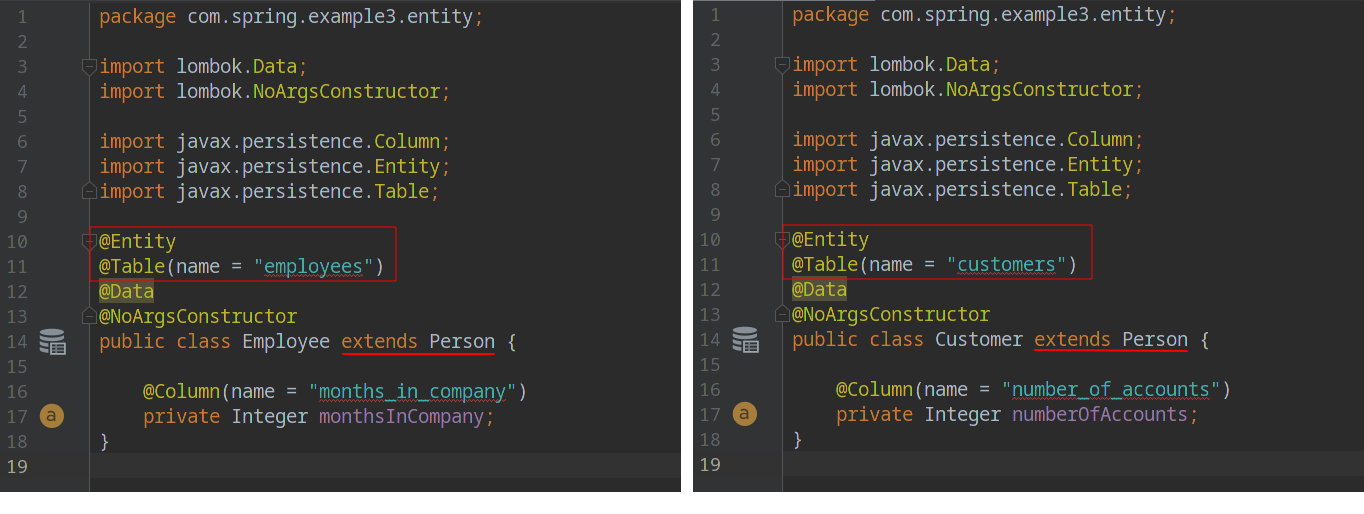 1 package com.spring.example3.entity;
2
3 import lombok.Data;
4 import lombok.NoArgsConstructor;
5
6 import javax.persistence.Column;
7 import javax.persistence.Entity;
8 import javax.persistence.Table;
9
10 @Entity
11 @Table(name = "employees")
12 @Data
13 @NoArgsConstructor
14 public class Employee extends Person {
15
16 @Column(name = "months_in_company")
17 a private Integer monthsInCompany;
18 }
19
1 package com.spring.example3.entity;
2
3 import lombok.Data;
4 import lombok.NoArgsConstructor;
5
6 import javax.persistence.Column;
7 import javax.persistence.Entity;
8 import javax.persistence.Table;
9
10 @Entity
11 @Table(name = "customers")
12 @Data
13 @NoArgsConstructor
14 public class Customer extends Person {
15
16 @Column(name = "number_of_accounts")
17 a private Integer numberOfAccounts;
18 }
19